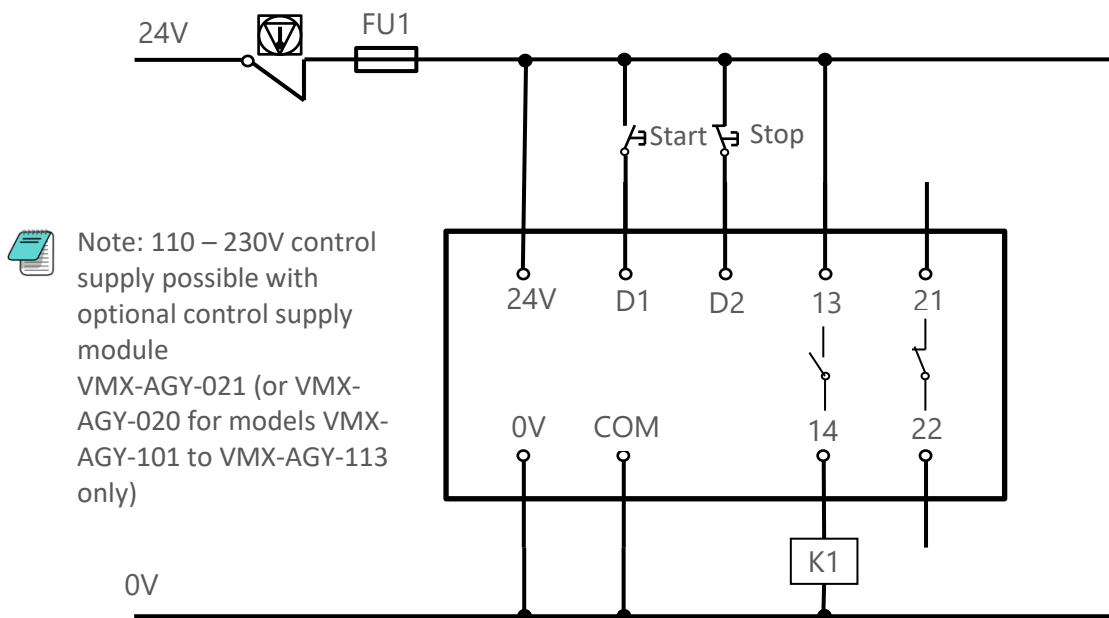 24V
FU1
Start
Stop
Note: 110 – 230V control
supply possible with
optional control supply
module
VMX-AGY-021 (or VMX-
AGY-020 for models VMX-
AGY-101 to VMX-AGY-113
only)
24V D1 D2 13 21
0V COM 14 22
K1
0V